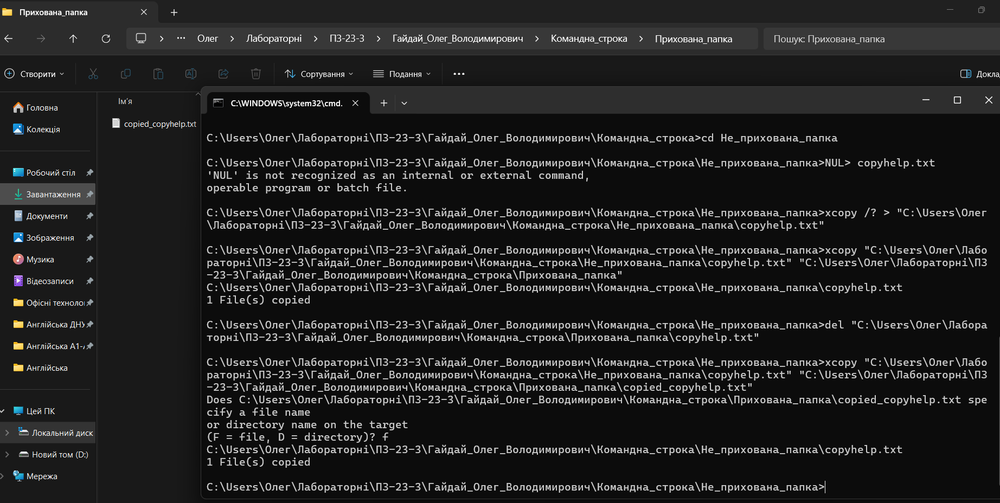 Прихована_папка
Олег > Лабораторні > ПЗ-23-3 > Гайдай_Олег_Володимирович > Командна_строка > Прихована_папка
Пошук: Прихована_папка
Створити
Сортування
Подання
Докла
Ім'я
copied_copyhelp.txt
Головна
Колекція
Робочий стіл
Завантаження
Документи
Зображення
Музика
Відеозаписи
Офісні техноло
Англійська ДНУ
Англійська A1-
Англійська
Цей ПК
Локальний диск
Новий том (D:)
Мережа
C:\WINDOWS\system32\cmd.
C:\Users\Олег\Лабораторні\ПЗ-23-3\Гайдай_Олег_Володимирович\Командна_строка>cd Не_прихована_папка
C:\Users\Олег\Лабораторні\ПЗ-23-3\Гайдай_Олег_Володимирович\Командна_строка\Не_прихована_папка>NUL> copyhelp.txt
'NUL' is not recognized as an internal or external command,
operable program or batch file.
C:\Users\Олег\Лабораторні\ПЗ-23-3\Гайдай_Олег_Володимирович\Командна_строка\Не_прихована_папка>xcopy /? > "C:\Users\Олег
\Лабораторні\ПЗ-23-3\Гайдай_Олег_Володимирович\Командна_строка\Не_прихована_папка\copyhelp.txt"
C:\Users\Олег\Лабораторні\ПЗ-23-3\Гайдай_Олег_Володимирович\Командна_строка\Не_прихована_папка>xcopy "C:\Users\Олег\Лабо
раторні\ПЗ-23-3\Гайдай_Олег_Володимирович\Командна_строка\Не_прихована_папка\copyhelp.txt" "C:\Users\Олег\Лабораторні\ПЗ
-23-3\Гайдай_Олег_Володимирович\Командна_строка\Прихована_папка"
C:\Users\Олег\Лабораторні\ПЗ-23-3\Гайдай_Олег_Володимирович\Командна_строка\Не_прихована_папка\copyhelp.txt
1 File(s) copied
C:\Users\Олег\Лабораторні\ПЗ-23-3\Гайдай_Олег_Володимирович\Командна_строка\Не_прихована_папка>del "C:\Users\Олег\Лабора
торні\ПЗ-23-3\Гайдай_Олег_Володимирович\Командна_строка\Прихована_папка\copyhelp.txt"
C:\Users\Олег\Лабораторні\ПЗ-23-3\Гайдай_Олег_Володимирович\Командна_строка\Не_прихована_папка>xcopy "C:\Users\Олег\Лабо
раторні\ПЗ-23-3\Гайдай_Олег_Володимирович\Командна_строка\Не_прихована_папка\copyhelp.txt" "C:\Users\Олег\Лабораторні\ПЗ
-23-3\Гайдай_Олег_Володимирович\Командна_строка\Прихована_папка\copied_copyhelp.txt"
Does C:\Users\Олег\Лабораторні\ПЗ-23-3\Гайдай_Олег_Володимирович\Командна_строка\Прихована_папка\copied_copyhelp.txt spe
cify a file name
or directory name on the target
(F = file, D = directory)? f
C:\Users\Олег\Лабораторні\ПЗ-23-3\Гайдай_Олег_Володимирович\Командна_строка\Не_прихована_папка\copyhelp.txt
1 File(s) copied
C:\Users\Олег\Лабораторні\ПЗ-23-3\Гайдай_Олег_Володимирович\Командна_строка\Не_прихована_папка>